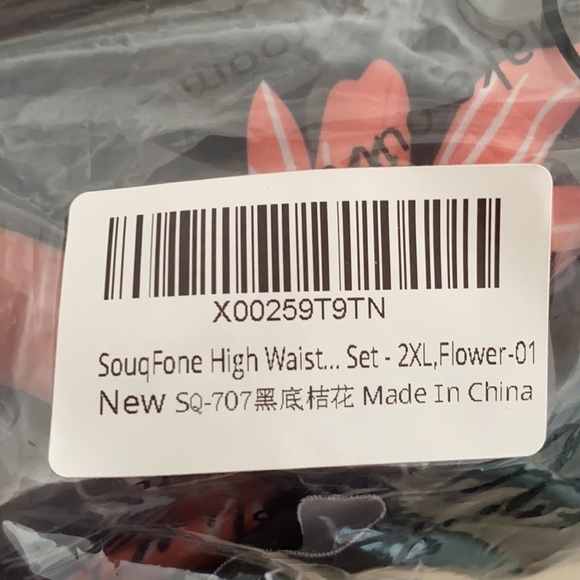 X00259T9TN
SouqFone High Waist... Set - 2XL,Flower-01
New SQ-707黑底桔花 Made In China